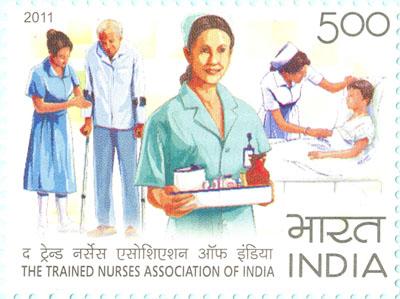 2011
500
भारत
द ट्रेन्ड नर्सेस एसोशिएशन ऑफ इंडिया
THE TRAINED NURSES ASSOCIATION OF INDIA
INDIA